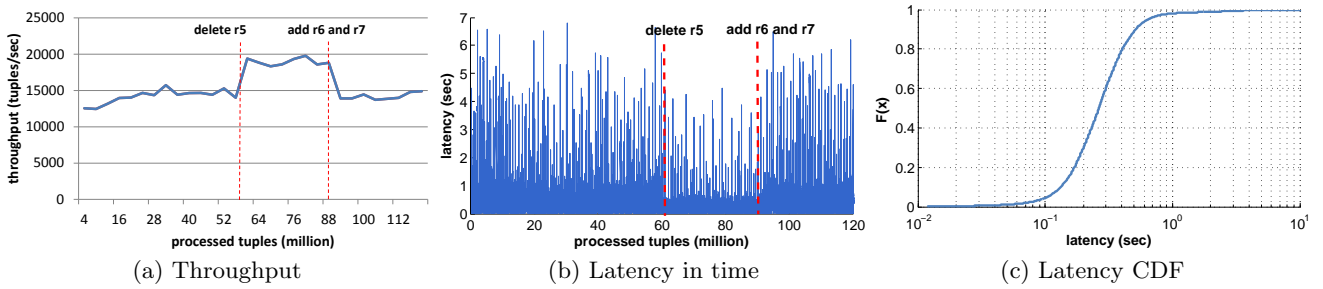 delete r5
add r6 and r7
25000
20000
15000
10000
5000
0
throughput (tuples/sec)
4 16 28 40 52 64 76 88 100 112
processed tuples (million)
(a) Throughput
delete r5
add r6 and r7
7
6
5
4
3
2
1
0
latency (sec)
0 20 40 60 80 100 120
processed tuples (million)
(b) Latency in time
1
0.8
0.6
0.4
0.2
0
F(x)
10⁻² 10⁻¹ 10⁰ 10¹
latency (sec)
(c) Latency CDF